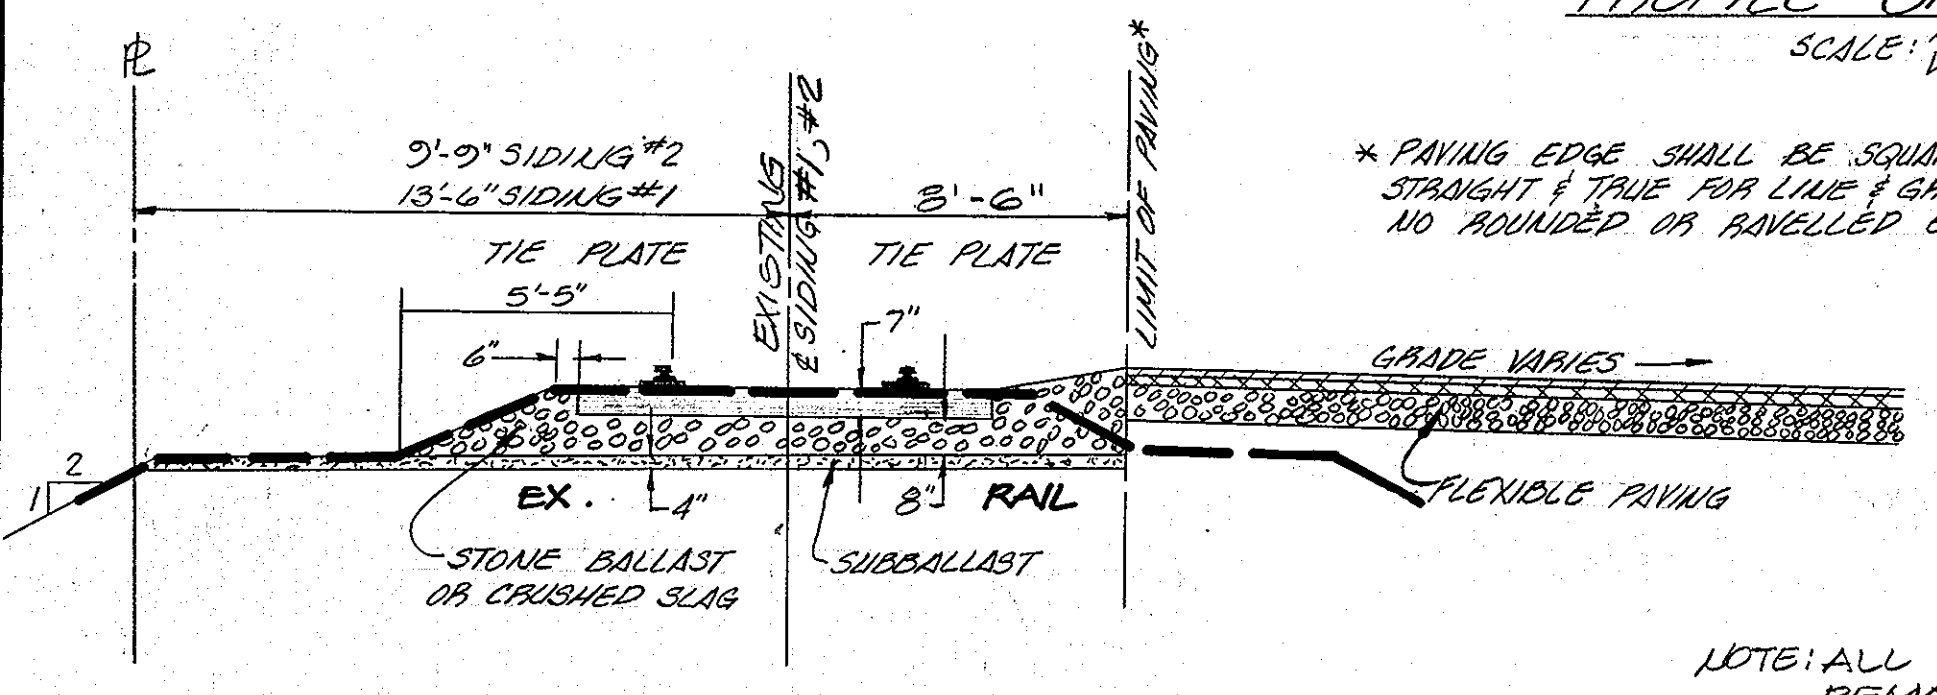 SCALE:
℄
EXISTING
℄ SIDING #1, #2
LIMIT OF PAVING*
9'-9" SIDING #2
13'-6" SIDING #1
8'-6"
* PAVING EDGE SHALL BE
STRAIGHT & TRUE FOR LINE &
NO ROUNDED OR RAVELLED
TIE PLATE
TIE PLATE
5'-5"
7"
6"
GRADE VARIES
2
1
EX.
4"
8"
RAIL
FLEXIBLE PAVING
STONE BALLAST
OR CRUSHED SLAG
SUBBALLAST
NOTE: ALL